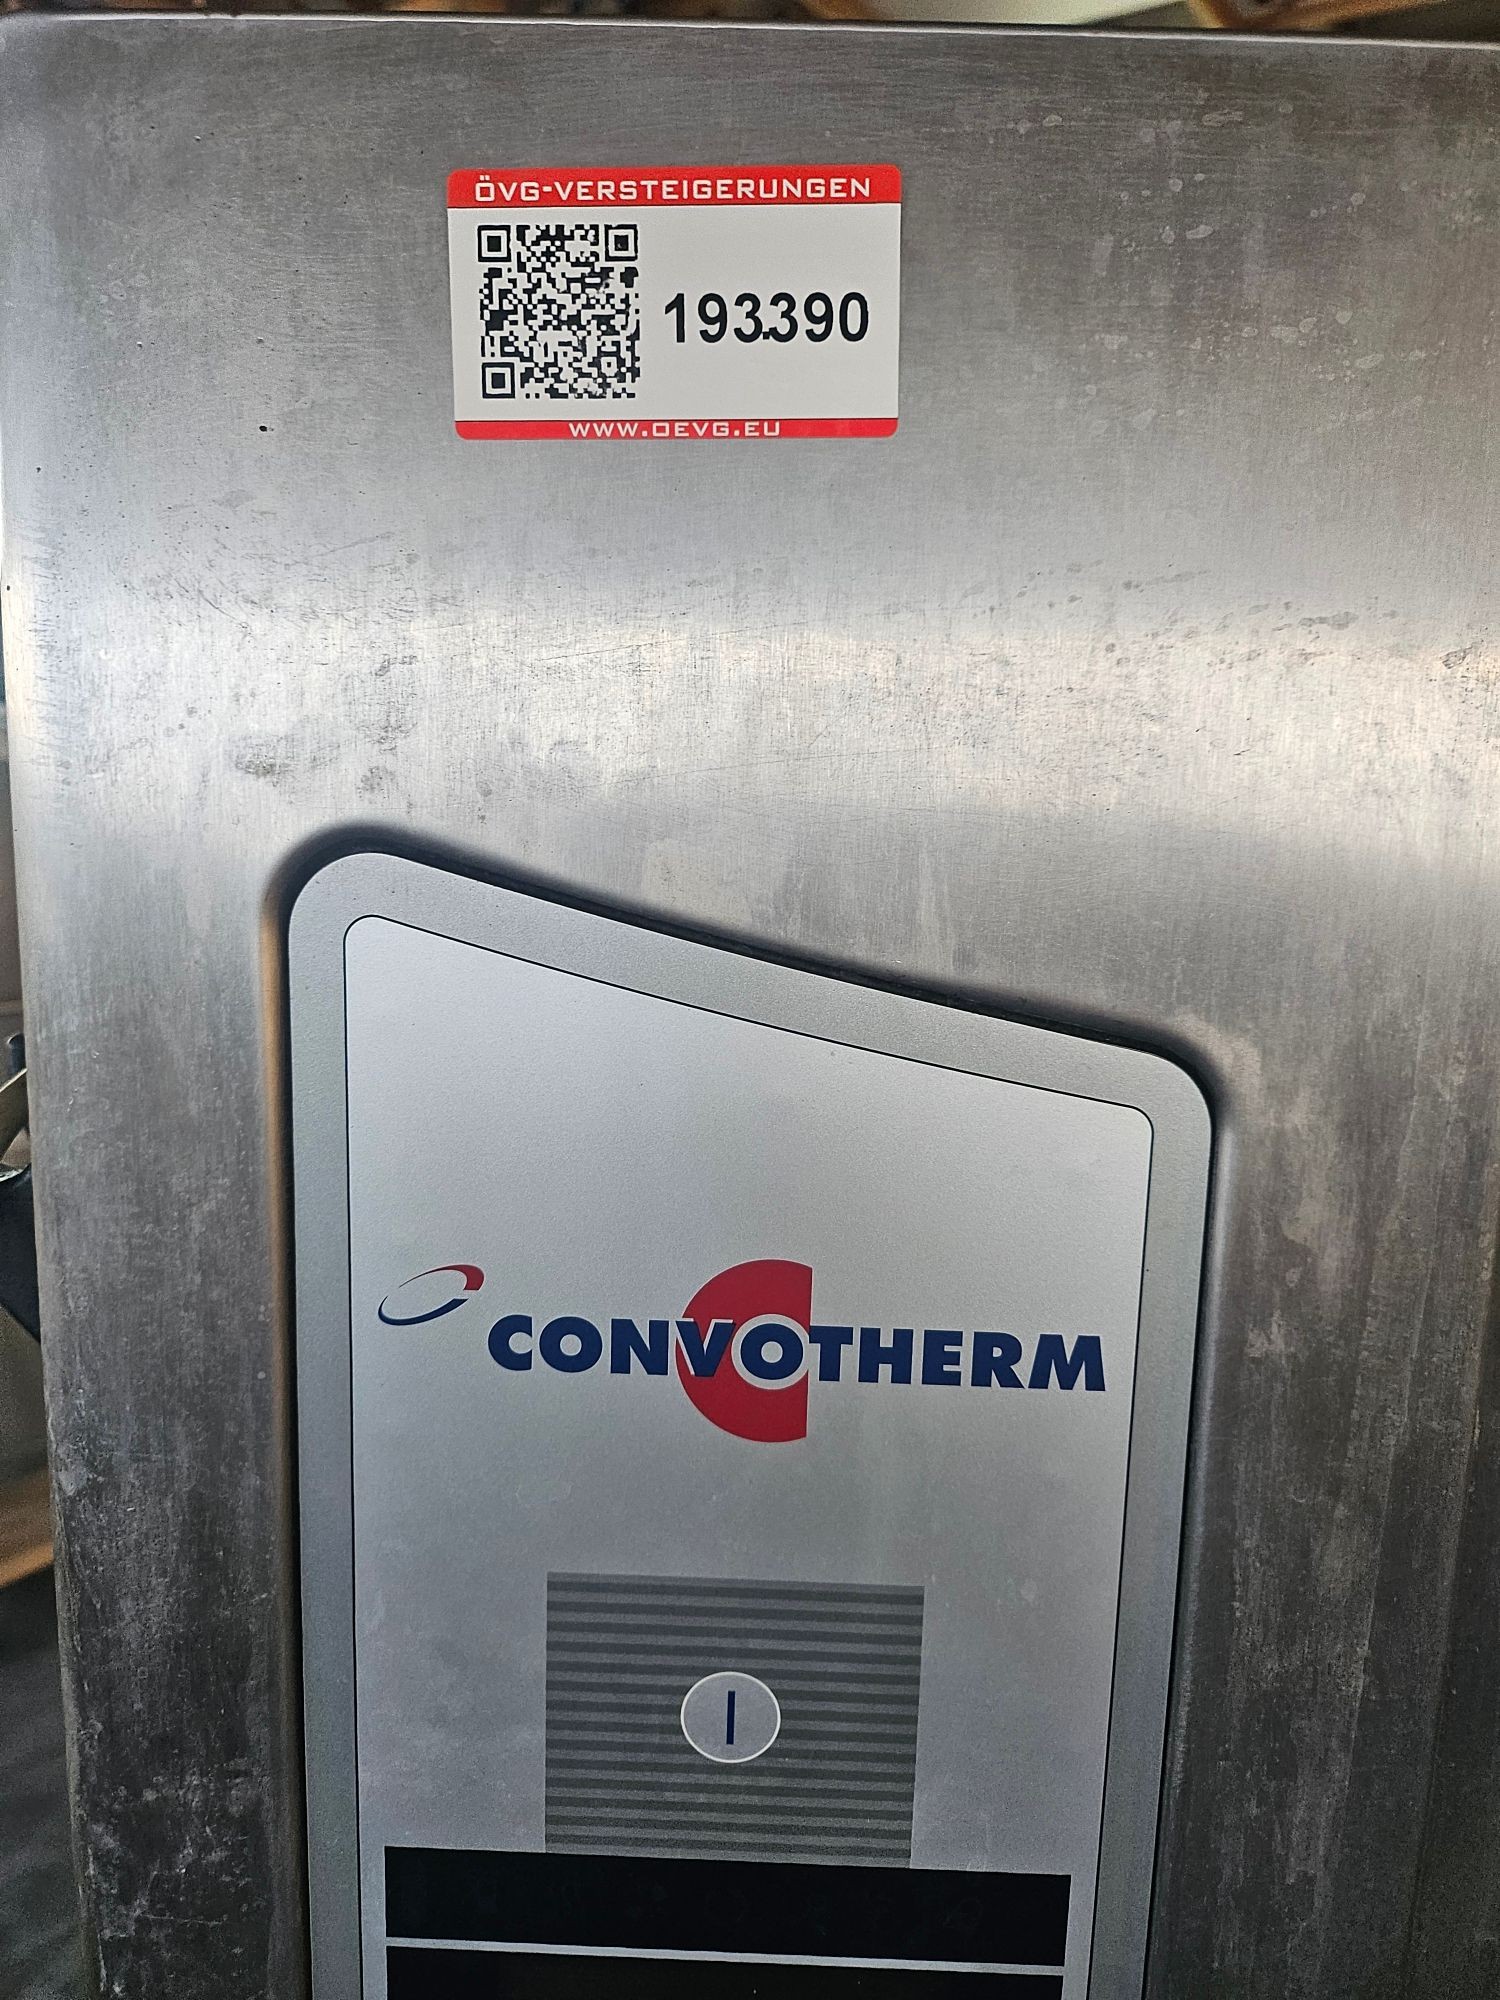 ÖVG-VERSTEIGERUNGEN
193.390
WWW.OEVG.EU
CONVOTHERM